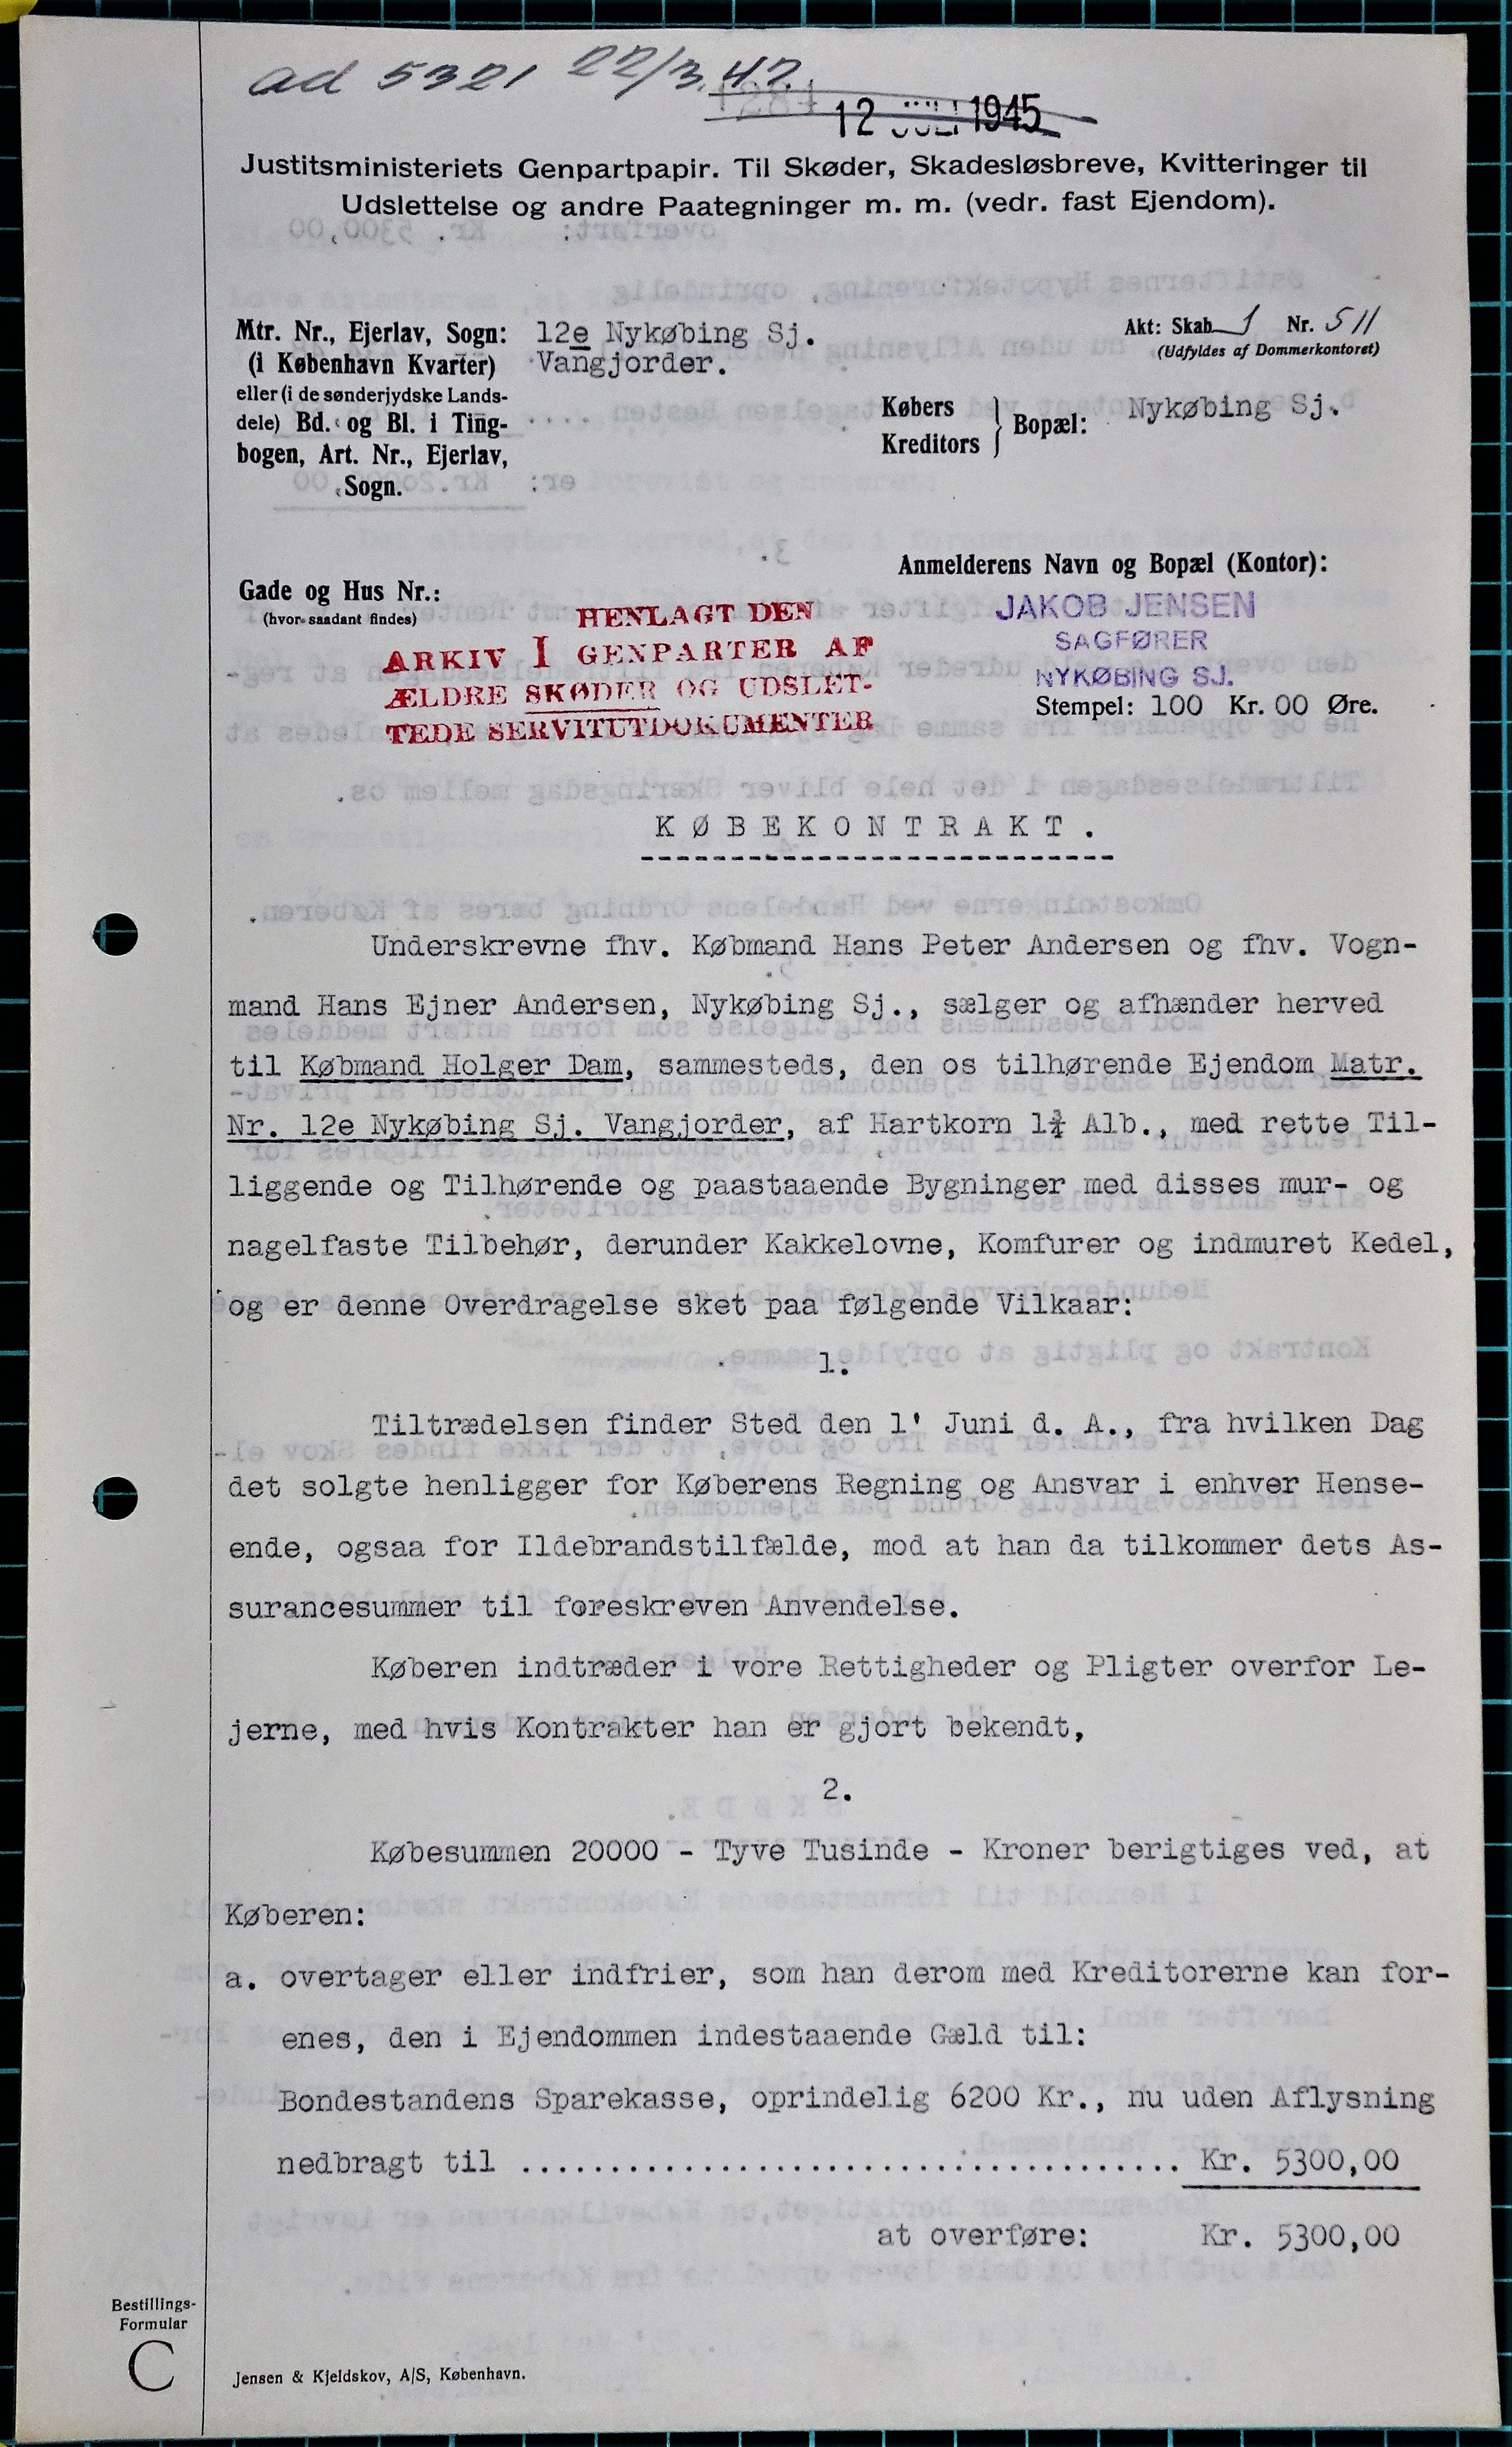 ad 5321 22/3.47.
12 JULI 1945
Justitsministeriets Genpartpapir. Til Skøder, Skadesløsbreve, Kvitteringer til
Udslettelse og andre Paategninger m. m. (vedr. fast Ejendom).
Mtr. Nr., Ejerlav, Sogn: 12e Nykøbing Sj.
(i København Kvarter) Vangjorder.
eller (i de sønderjydske Lands-
dele) Bd. og Bl. i Ting-
bogen, Art. Nr., Ejerlav,
Sogn.
Akt: Skab 1 Nr. 511
(Udfyldes af Dommerkontoret)
Købers
Kreditors } Bopæl: Nykøbing Sj.
Gade og Hus Nr.:
(hvor saadant findes)
HENLAGT DEN
ARKIV I GENPARTER AF
ÆLDRE SKØDER OG UDSLET-
TEDE SERVITUTDOKUMENTER
Anmelderens Navn og Bopæl (Kontor):
JAKOB JENSEN
SAGFØRER
NYKØBING SJ.
Stempel: 100 Kr. 00 Øre.
KØBEKONTRAKT.
Underskrevne fhv. Købmand Hans Peter Andersen og fhv. Vogn-
mand Hans Ejner Andersen, Nykøbing Sj., sælger og afhænder herved
til Købmand Holger Dam, sammesteds, den os tilhørende Ejendom Matr.
Nr. 12e Nykøbing Sj. Vangjorder, af Hartkorn 1¾ Alb., med rette Til-
liggende og Tilhørende og paastaaende Bygninger med disses mur- og
nagelfaste Tilbehør, derunder Kakkelovne, Komfurer og indmuret Kedel,
og er denne Overdragelse sket paa følgende Vilkaar:
1.
Tiltrædelsen finder Sted den 1' Juni d. A., fra hvilken Dag
det solgte henligger for Køberens Regning og Ansvar i enhver Hense-
ende, ogsaa for Ildebrandstilfælde, mod at han da tilkommer dets As-
surancesummer til foreskreven Anvendelse.
Køberen indtræder i vore Rettigheder og Pligter overfor Le-
jerne, med hvis Kontrakter han er gjort bekendt,
2.
Købesummen 20000 - Tyve Tusinde - Kroner berigtiges ved, at
Køberen:
a. overtager eller indfrier, som han derom med Kreditorerne kan for-
enes, den i Ejendommen indestaaende Gæld til:
Bondestandens Sparekasse, oprindelig 6200 Kr., nu uden Aflysning
nedbragt til ..................................... Kr. 5300,00
at overføre: Kr. 5300,00
Bestillings-
Formular
C
Jensen & Kjeldskov, A/S, København.